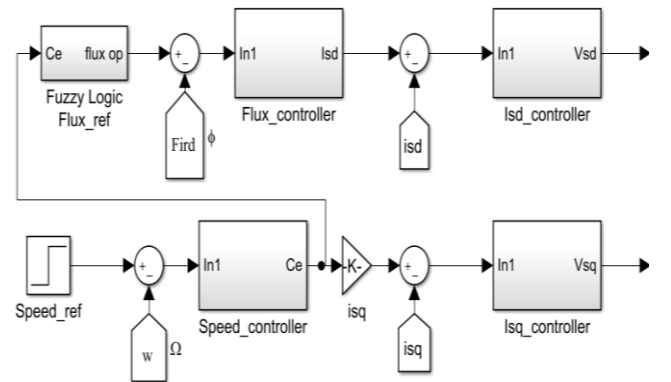 Ce flux op
Fuzzy Logic
Flux_ref
+
-
Fird
ϕ
In1 Isd
Flux_controller
+
-
isd
In1 Vsd
Isd_controller
Speed_ref
+
-
w
Ω
In1 Ce
Speed_controller
-K-
isq
+
-
isq
In1 Vsq
Isq_controller